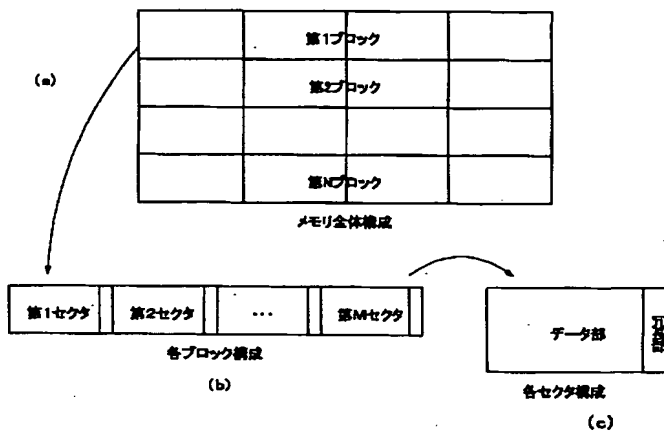 第1ブロック
(a)
第2ブロック
第Nブロック
メモリ全体構成
第1セクタ
第2セクタ
...
第Mセクタ
データ部
各ブロック構成
(b)
各セクタ構成
(c)